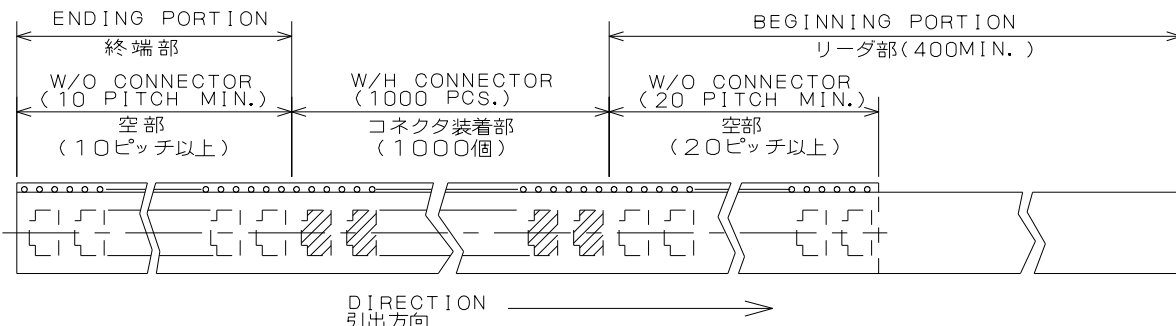 ENDING PORTION
終端部
BEGINNING PORTION
リーダ部(400MIN.)
W/O CONNECTOR
(10 PITCH MIN.)
空部
(10ピッチ以上)
W/H CONNECTOR
(1000 PCS.)
コネクタ装着部
(1000個)
W/O CONNECTOR
(20 PITCH MIN.)
空部
(20ピッチ以上)
DIRECTION
引出方向